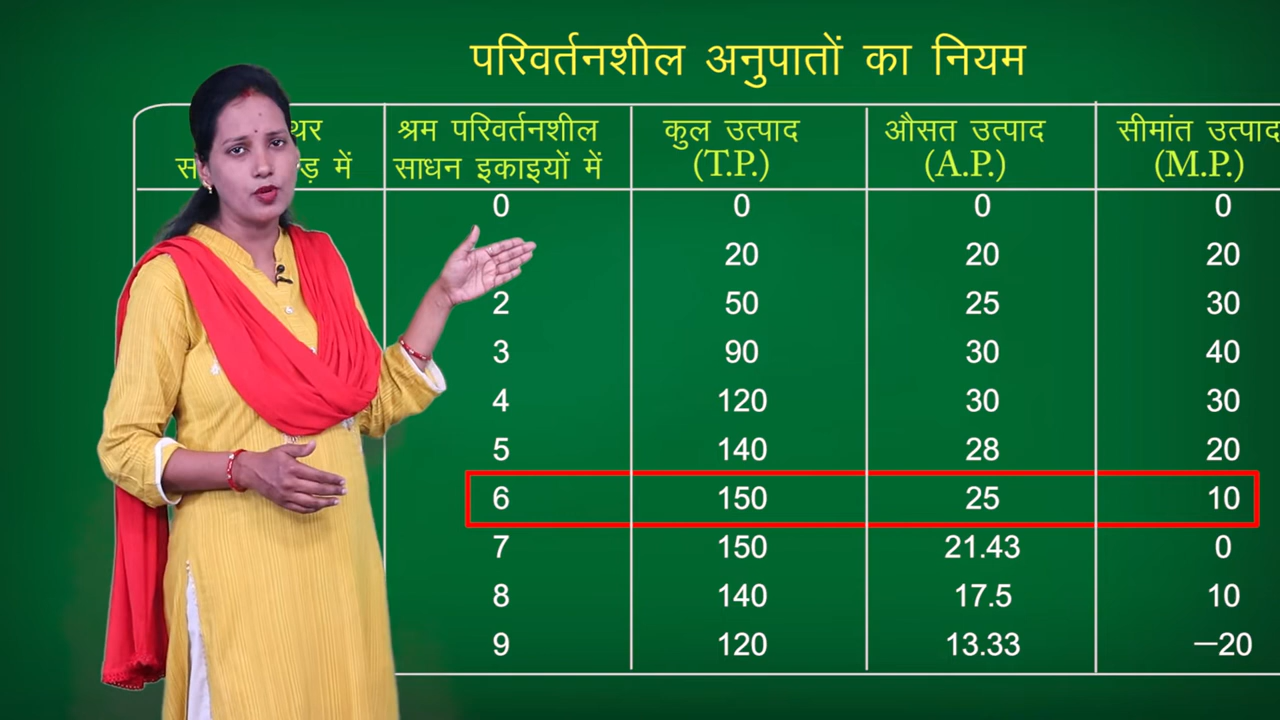 परिवर्तनशील अनुपातों का नियम
श्रम परिवर्तनशील कुल उत्पाद औसत उत्पाद सीमांत उत्पाद
में साधन इकाइयों में (T.P.) (A.P.) (M.P.)
0 0 0 0
20 20 20
2 50 25 30
3 90 30 40
4 120 30 30
5 140 28 20
6 150 25 10
7 150 21.43 0
8 140 17.5 10
9 120 13.33 —20